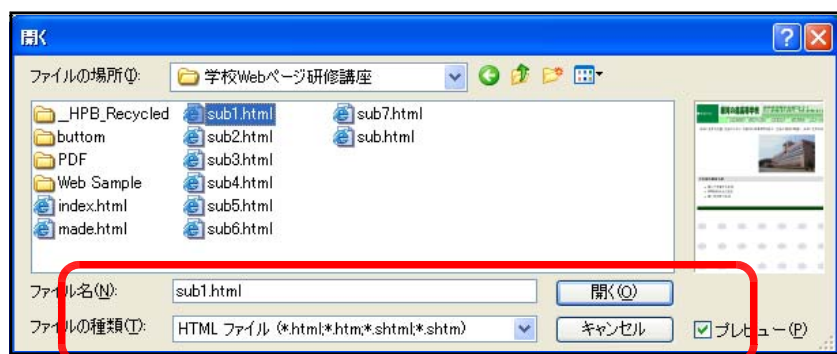 開く
ファイルの場所(I):
学校Webページ研修講座
_HPB_Recycled
buttom
PDF
Web Sample
index.html
made.html
sub1.html
sub2.html
sub3.html
sub4.html
sub5.html
sub6.html
sub7.html
sub.html
ファイル名(N):
sub1.html
開く(O)
ファイルの種類(T):
HTML ファイル (*.html;*.htm;*.shtml;*.shtm)
キャンセル
プレビュー(P)